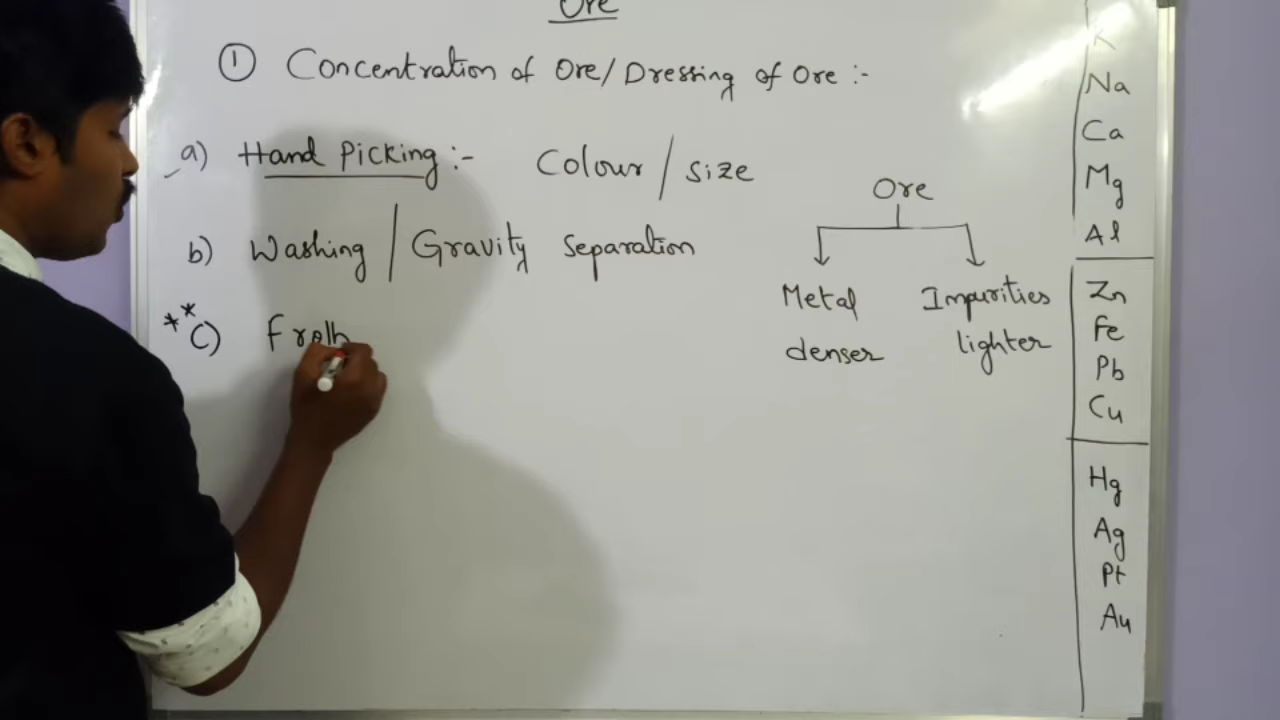 Ore
① Concentration of Ore/Dressing of Ore :-
a) Hand Picking :- Colour / size
b) Washing / Gravity Separation
**c) Froth
Ore
Metal Impurities
denser lighter
K
Na
Ca
Mg
Al
Zn
Fe
Pb
Cu
Hg
Ag
Pt
Au